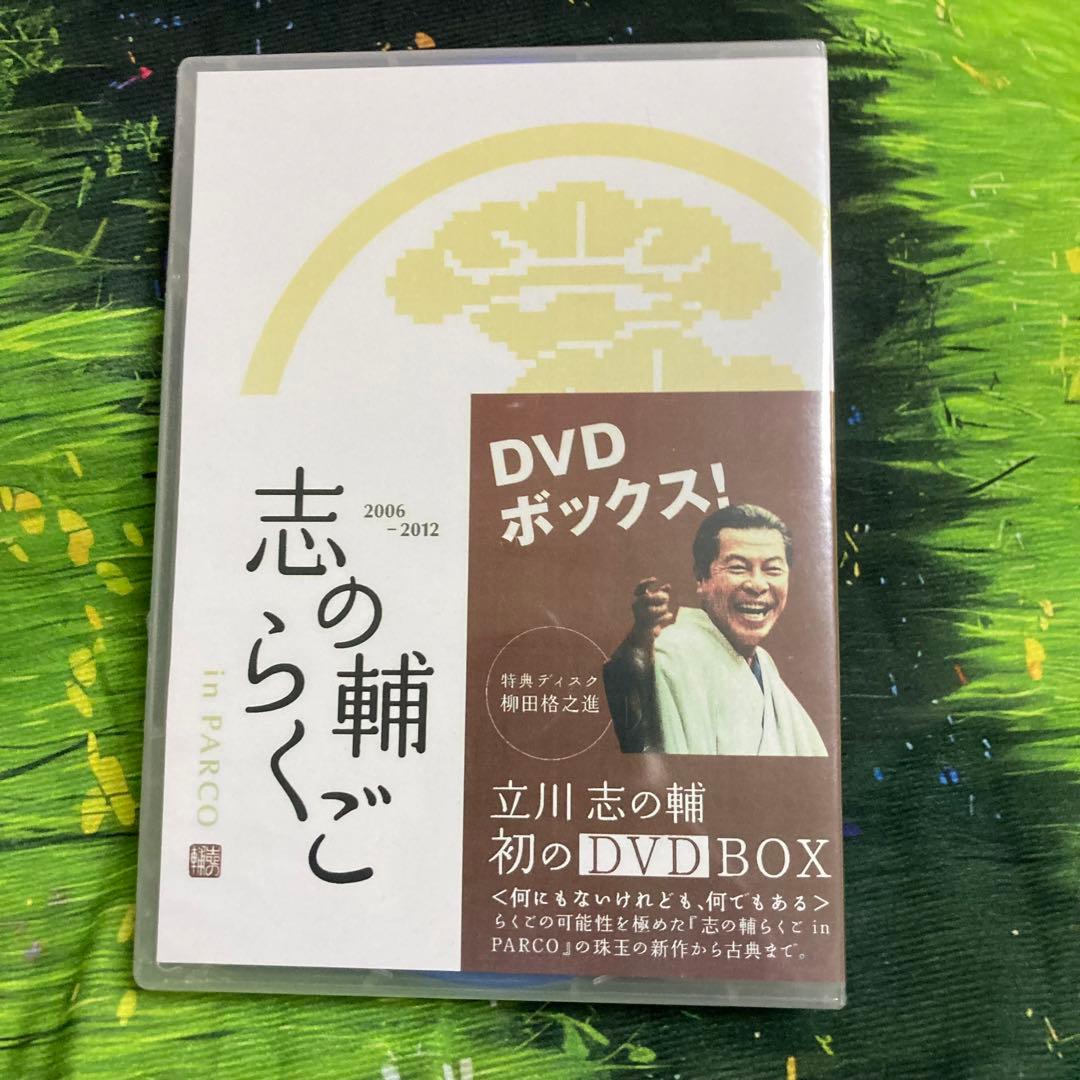 志の輔
らくご
2006
-2012
in PARCO
DVD
ボックス!
特典ディスク
柳田格之進
立川 志の輔
初のDVD BOX
＜何にもないけれども、何でもある＞
らくごの可能性を極めた『志の輔らくご in
PARCO』の珠玉の新作から古典まで。